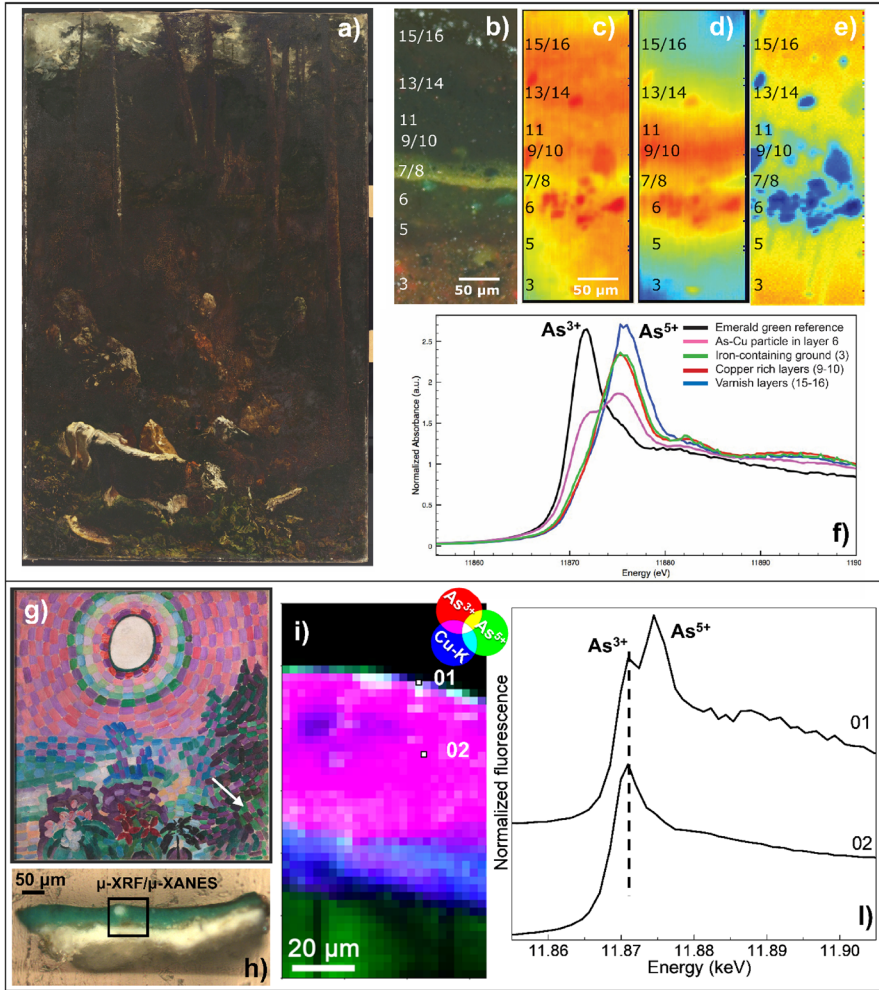 a)
b)
c)
d)
e)
15/16
13/14
11
9/10
7/8
6
5
3
50 µm
15/16
13/14
11
9/10
7/8
6
5
3
50 µm
15/16
13/14
11
9/10
7/8
6
5
3
50 µm
15/16
13/14
11
9/10
7/8
6
5
3
As3+
As5+
Emerald green reference
As-Cu particle in layer 6
Iron-containing ground (3)
Copper rich layers (9-10)
Varnish layers (15-16)
Normalized Absorbance (a.u.)
2.5
2
1.5
1
0.5
0
11860
11870
11880
1190
Energy (eV)
f)
g)
50 µm
µ-XRF/µ-XANES
h)
i)
As3+
As5+
Cu-K
01
02
20 µm
As3+
As5+
01
02
Normalized fluorescence
11.86
11.87
11.88
11.89
11.90
Energy (keV)
l)